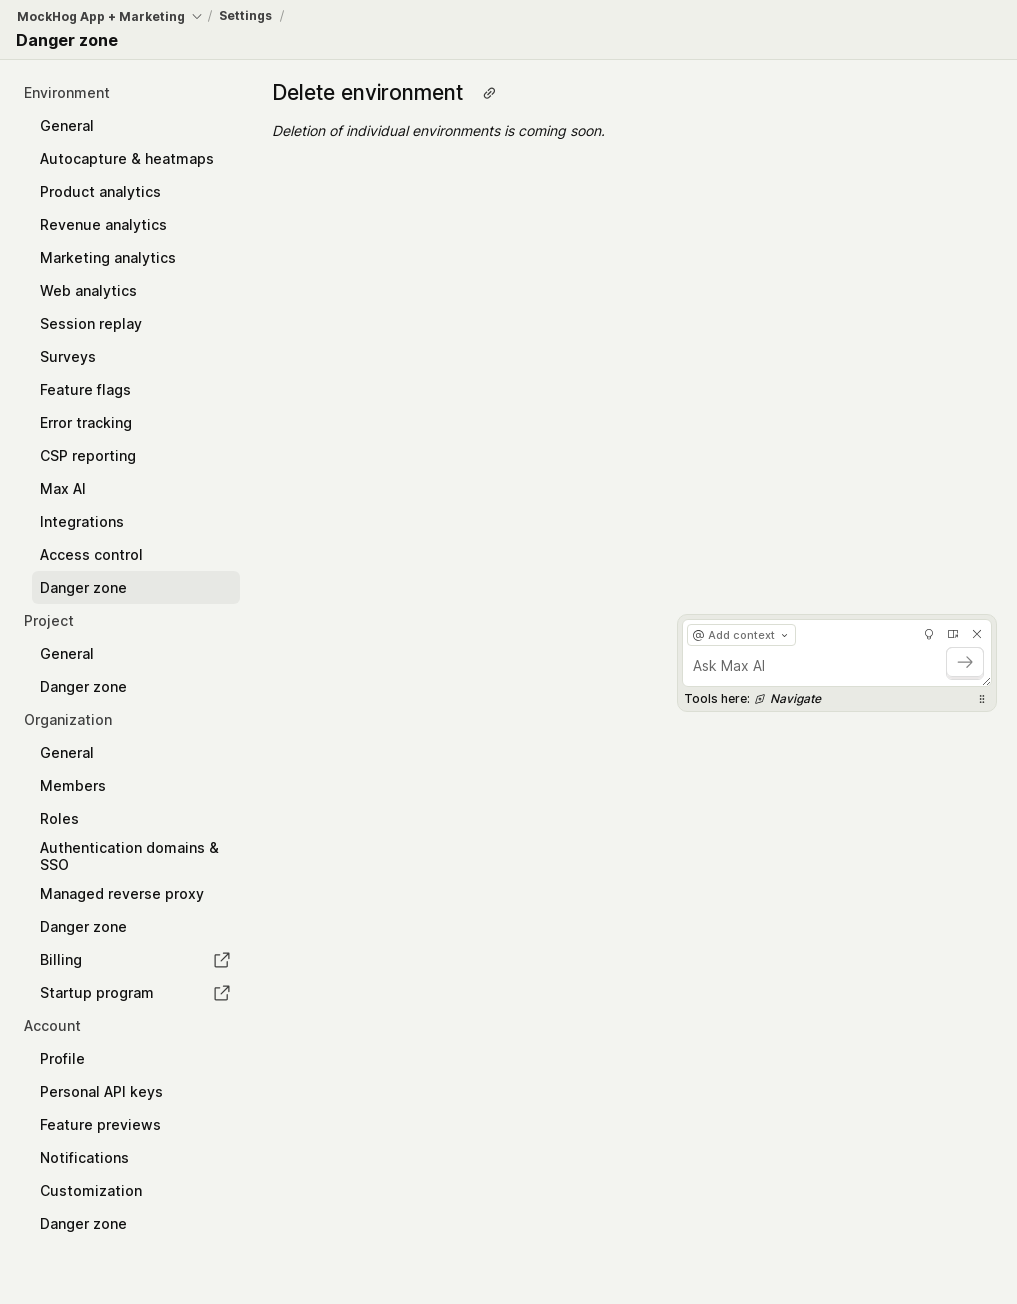 MockHog App + Marketing / Settings /
Danger zone
Environment
General
Autocapture & heatmaps
Product analytics
Revenue analytics
Marketing analytics
Web analytics
Session replay
Surveys
Feature flags
Error tracking
CSP reporting
Max AI
Integrations
Access control
Danger zone
Project
General
Danger zone
Organization
General
Members
Roles
Authentication domains &
SSO
Managed reverse proxy
Danger zone
Billing
Startup program
Account
Profile
Personal API keys
Feature previews
Notifications
Customization
Danger zone
Delete environment
Deletion of individual environments is coming soon.
@ Add context
Ask Max AI
Tools here: Navigate